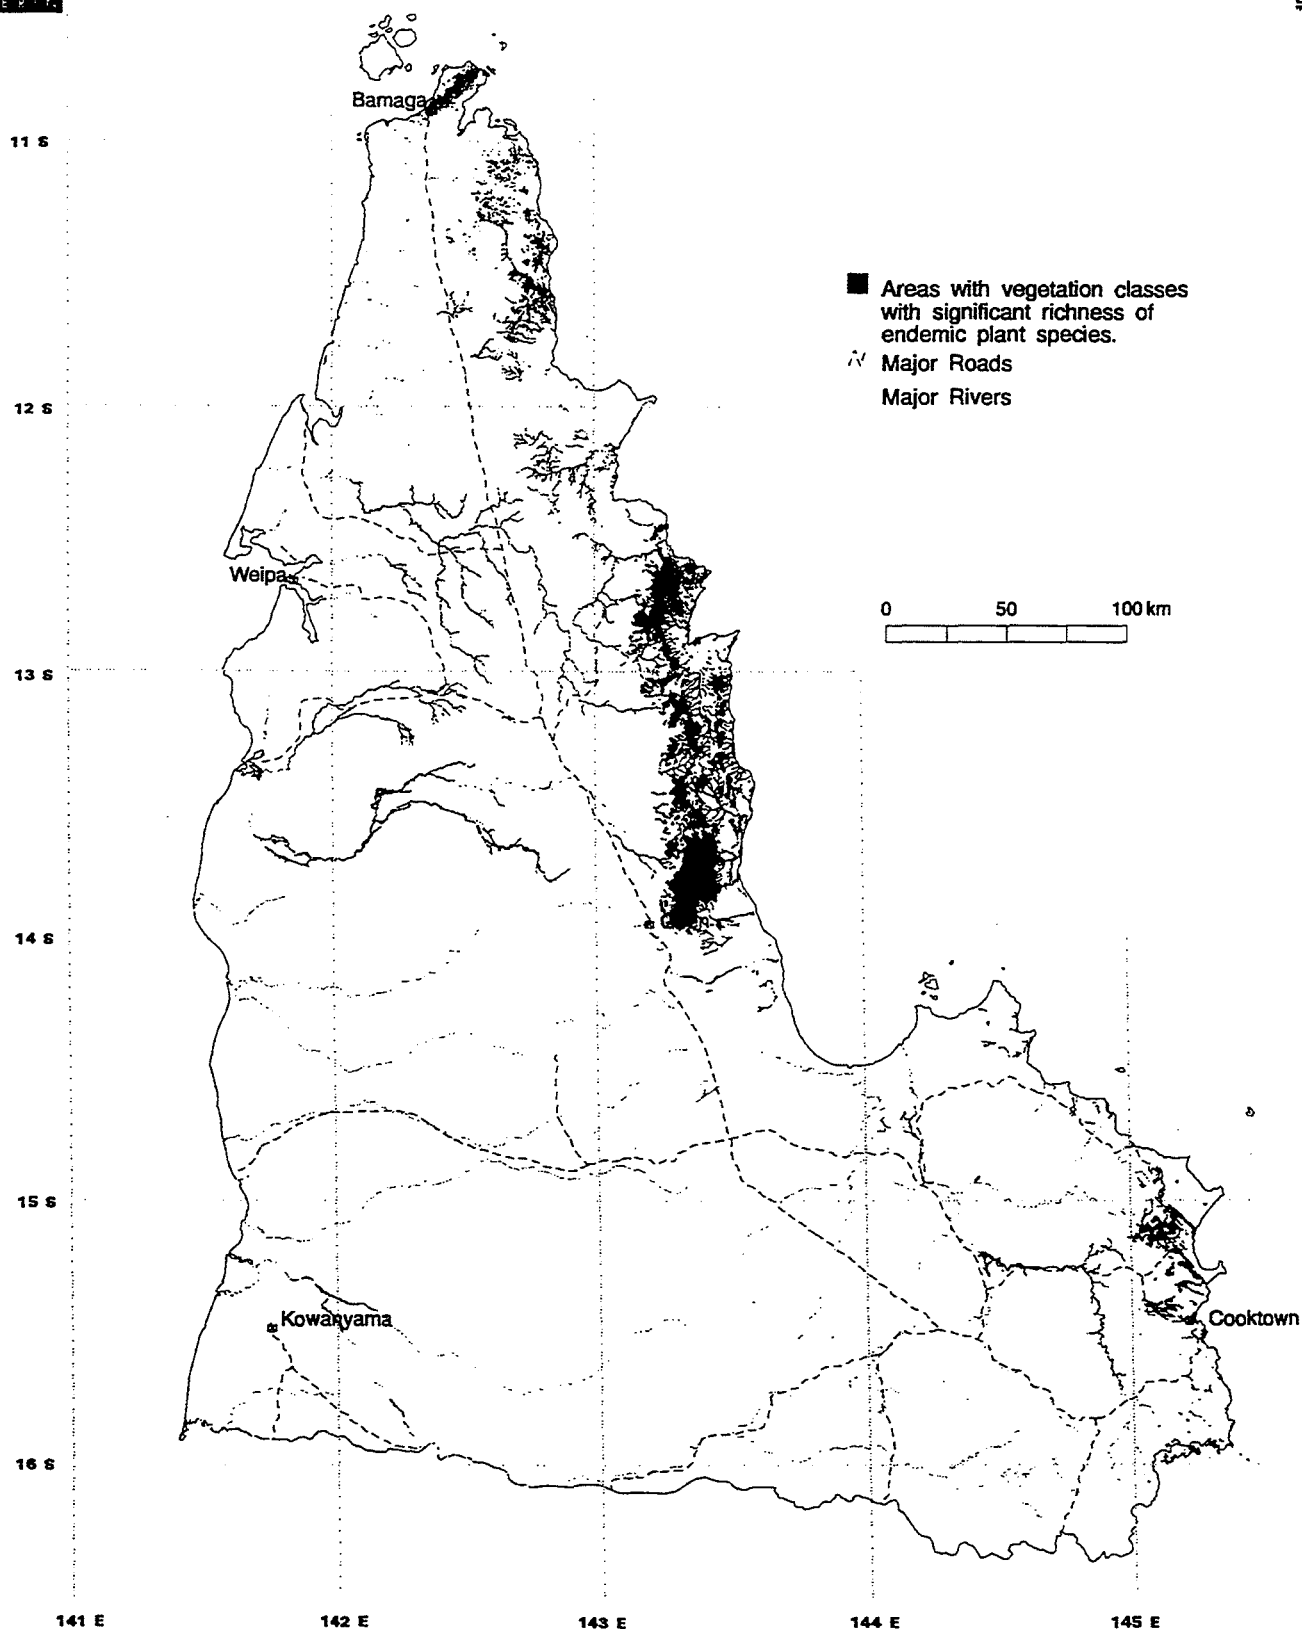 Bamaga
11 S
Areas with vegetation classes
with significant richness of
endemic plant species.
Major Roads
Major Rivers
12 S
Weipa
0 50 100 km
13 S
14 S
15 S
Kowanyama
Cooktown
16 S
141 E 142 E 143 E 144 E 145 E